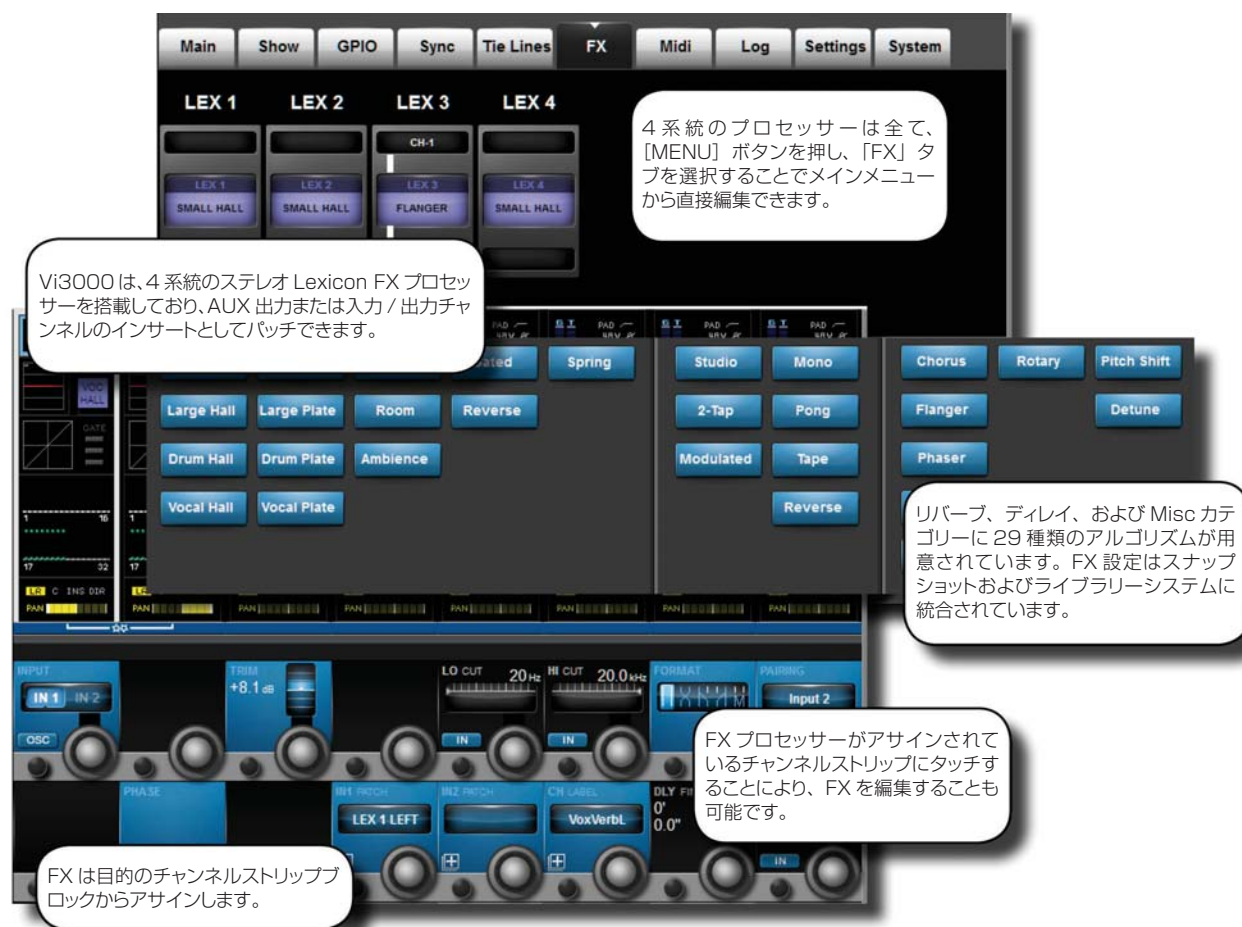 Main Show GPIO Sync Tie Lines FX Midi Log Settings System
LEX 1 LEX 2 LEX 3 LEX 4
CH-1
LEX 1 LEX 2 LEX 3 LEX 4
SMALL HALL SMALL HALL FLANGER SMALL HALL
4 系統のプロセッサーは全て、
［MENU］ボタンを押し、「FX」タ
ブを選択することでメインメニュー
から直接編集できます。
Vi3000 は、4 系統のステレオ Lexicon FX プロセッ
サーを搭載しており、AUX 出力または入力 / 出力チャ
ンネルのインサートとしてパッチできます。
PAD PAD PAD PAD
Spring Studio Mono Chorus Rotary Pitch Shift
VOC
HALL
Large Hall Large Plate Room Reverse 2-Tap Pong Flanger Detune
GATE
Drum Hall Drum Plate Ambience Modulated Tape Phaser
Vocal Hall Vocal Plate Reverse
1 16 1
17 32 17
リバーブ、ディレイ、および Misc カテ
ゴリーに 29 種類のアルゴリズムが用
意されています。FX 設定はスナップ
ショットおよびライブラリーシステムに
統合されています。
LR C INS DIR
PAN PAN PAN PAN PAN PAN PAN PAN
INPUT TRIM LO CUT HI CUT FORMAT PAIRING
+8.1 dB 20 Hz 20.0 kHz
IN 1 IN 2 Input 2
OSC IN IN
FX プロセッサーがアサインされて
いるチャンネルストリップにタッチす
ることにより、FX を編集することも
可能です。
PHASE IN1 PATCH IN2 PATCH CH LABEL DLY
LEX 1 LEFT VoxVerbL 0'
0.0"
IN
FX は目的のチャンネルストリップブ
ロックからアサインします。